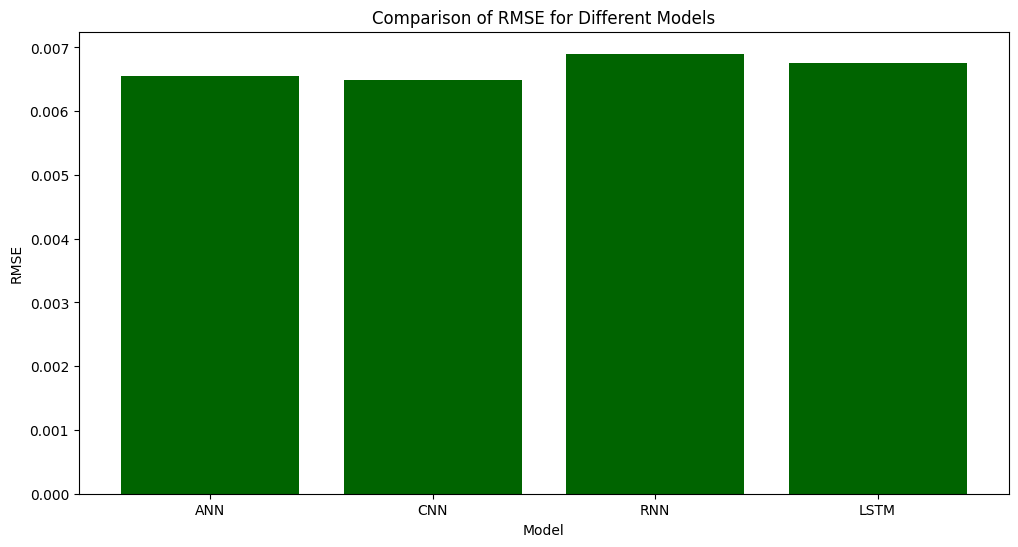 Comparison of RMSE for Different Models
0.007
0.006
0.005
0.004
0.003
0.002
0.001
0.000
RMSE
ANN CNN RNN LSTM
Model